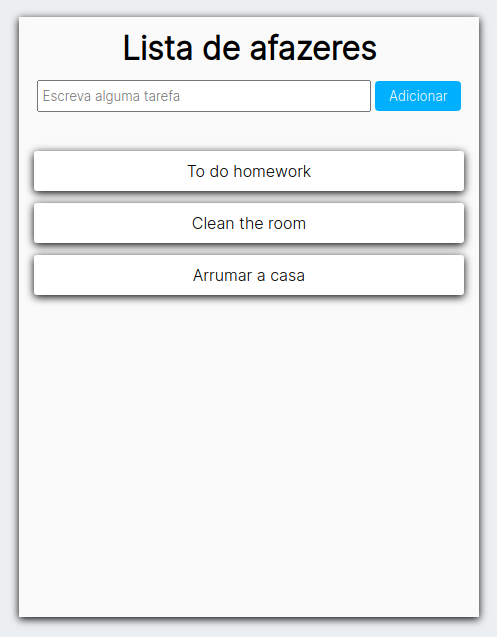 Lista de afazeres
Escreva alguma tarefa
Adicionar
To do homework
Clean the room
Arrumar a casa